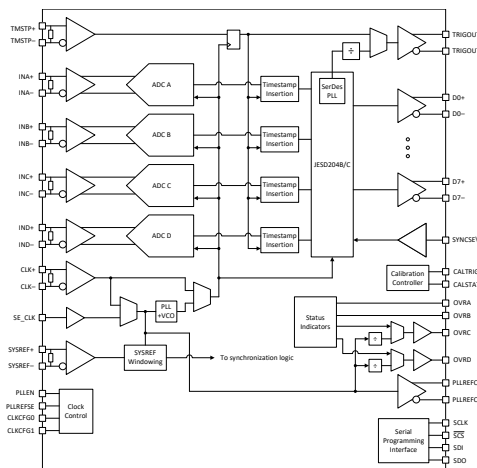 TMSTP+
TMSTP–
INA+
INA–
INB+
INB–
INC+
INC–
IND+
IND–
CLK+
CLK–
SE_CLK
SYSREF+
SYSREF–
PLLEN
PLLREFSE
CLKCFG0
CLKCFG1
ADC A
ADC B
ADC C
ADC D
PLL
+VCO
SYSREF
Windowing
To synchronization logic
Clock
Control
Timestamp
Insertion
Timestamp
Insertion
Timestamp
Insertion
Timestamp
Insertion
SerDes
PLL
JESD204B/C
÷
Status
Indicators
÷
÷
Calibration
Controller
Serial
Programming
Interface
TRIGOUT
TRIGOUT
D0+
D0–
D7+
D7–
SYNCSE
CALTRIG
CALSTAT
OVRA
OVRB
OVRC
OVRD
PLLREFO
PLLREFO
SCLK
SCS
SDI
SDO